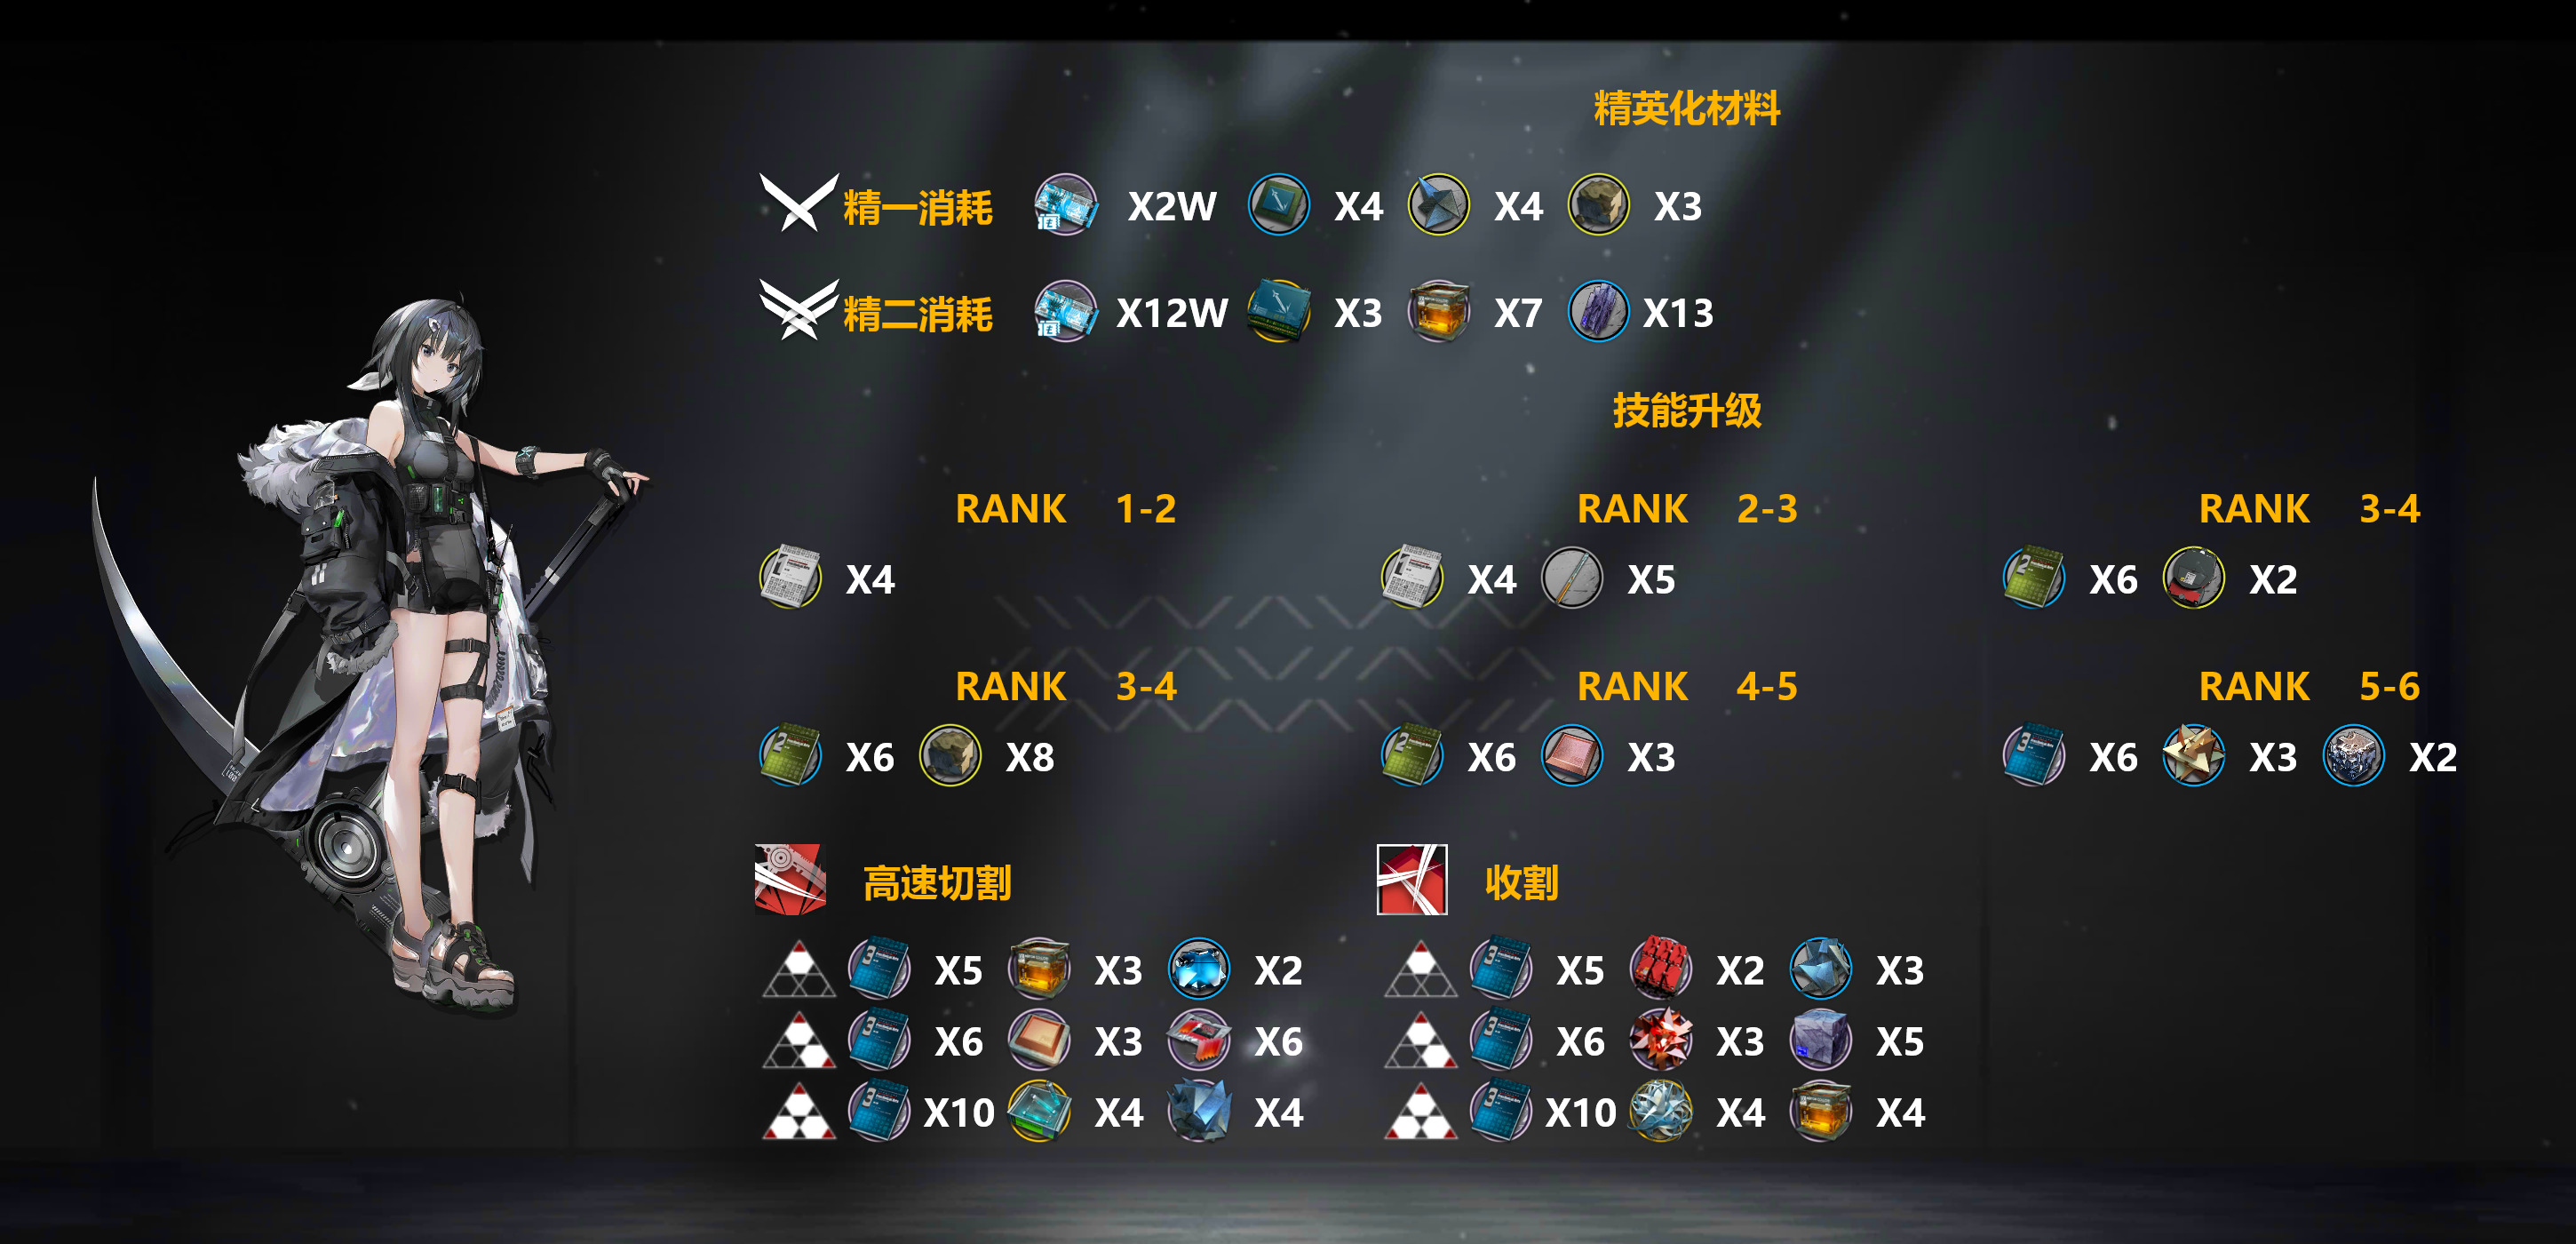 精英化材料
精一消耗 X2W X4 X4 X3
精二消耗 X12W X3 X7 X13
技能升级
RANK 1-2 RANK 2-3 RANK 3-4
X4 X4 X5 X6 X2
RANK 3-4 RANK 4-5 RANK 5-6
X6 X8 X6 X3 X6 X3 X2
高速切割 收割
X5 X3 X2 X5 X2 X3
X6 X3 X6 X6 X3 X5
X10 X4 X4 X10 X4 X4